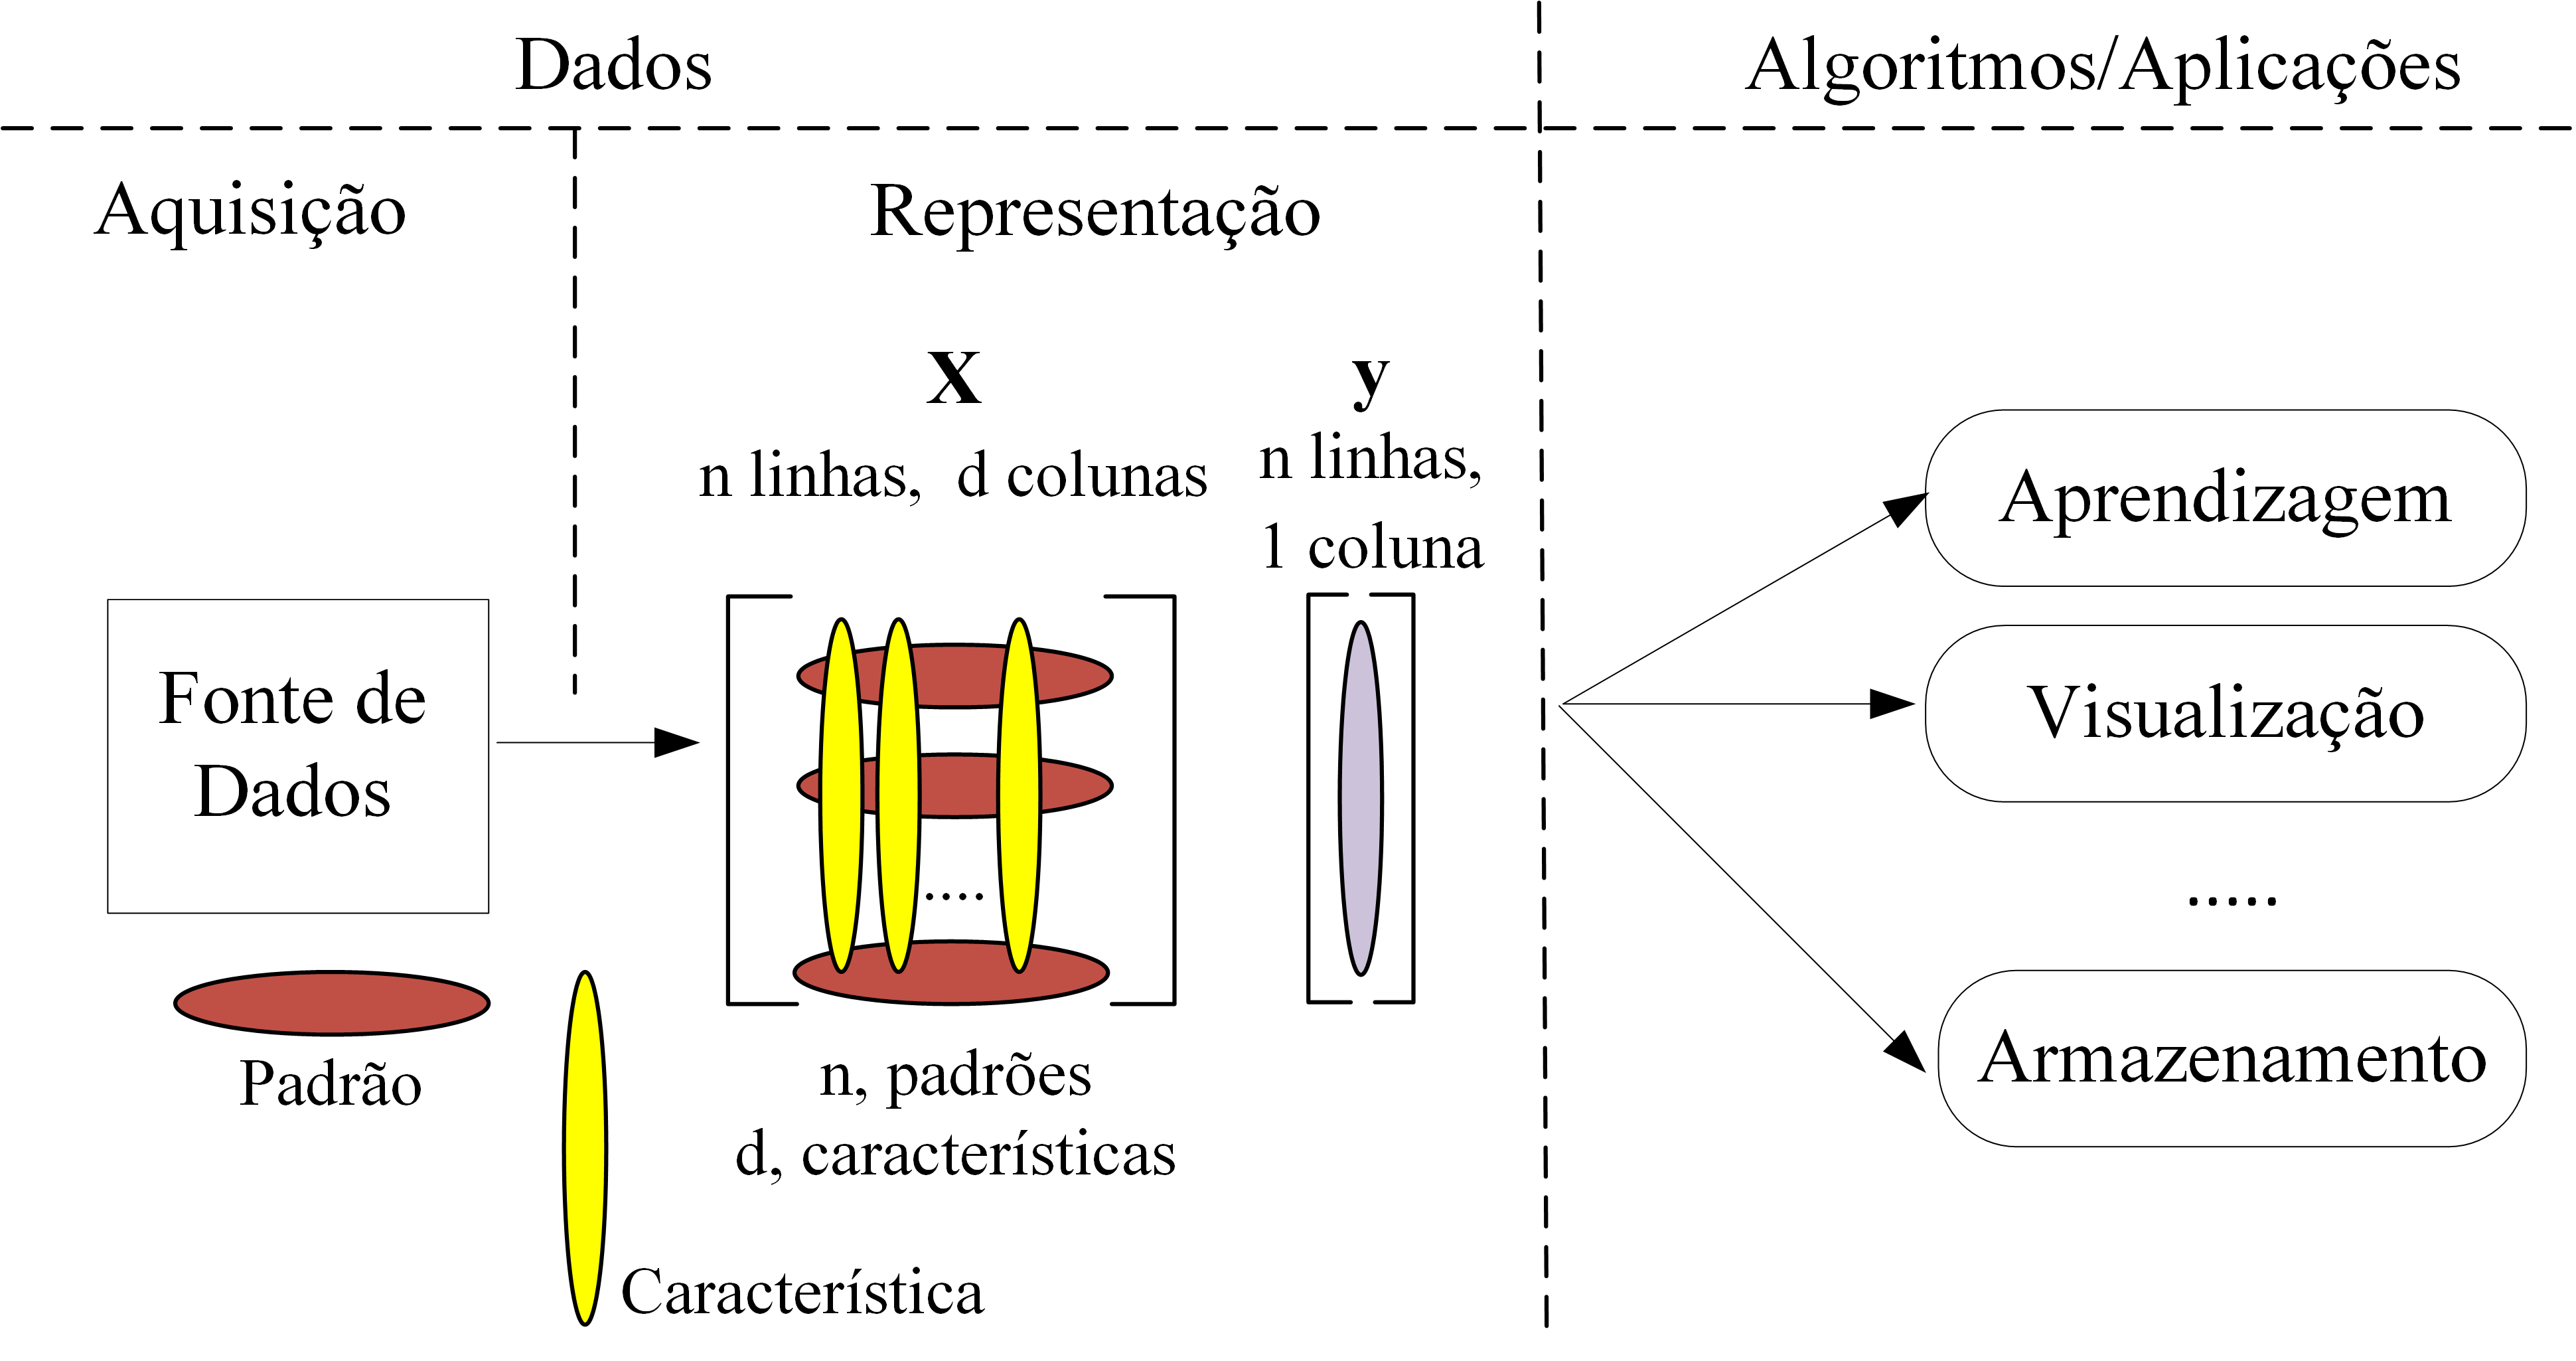 Dados
Algoritmos/Aplicações
Aquisição
Representação
X
n linhas, d colunas
y
n linhas,
1 coluna
Fonte de
Dados
....
Padrão
Característica
n, padrões
d, características
Aprendizagem
Visualização
.....
Armazenamento